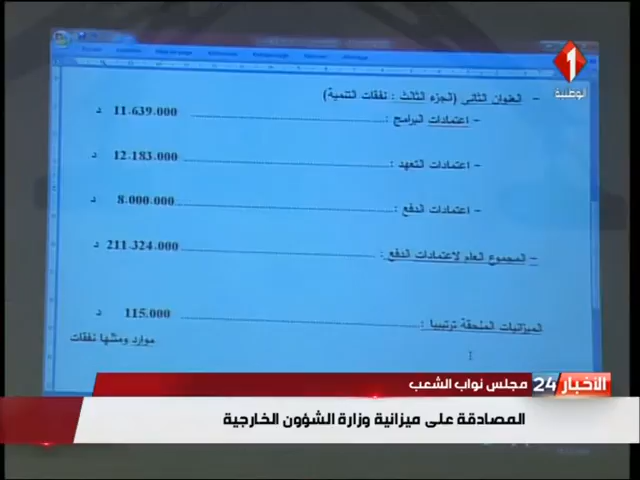 1
الوطنية
- العنوان الثاني (الجزء الثالث : نفقات التنمية)
- اعتمادات البرامج : 11.639.000 د
- اعتمادات التعهد : 12.183.000 د
- اعتمادات الدفع : 8.000.000 د
- المجموع العام لاعتمادات الدفع : 211.324.000 د
الميزانيات الملحقة ترتيبيا : 115.000 د
موارد ومثلها نفقات
الأخبار 24 مجلس نواب الشعب
المصادقة على ميزانية وزارة الشؤون الخارجية